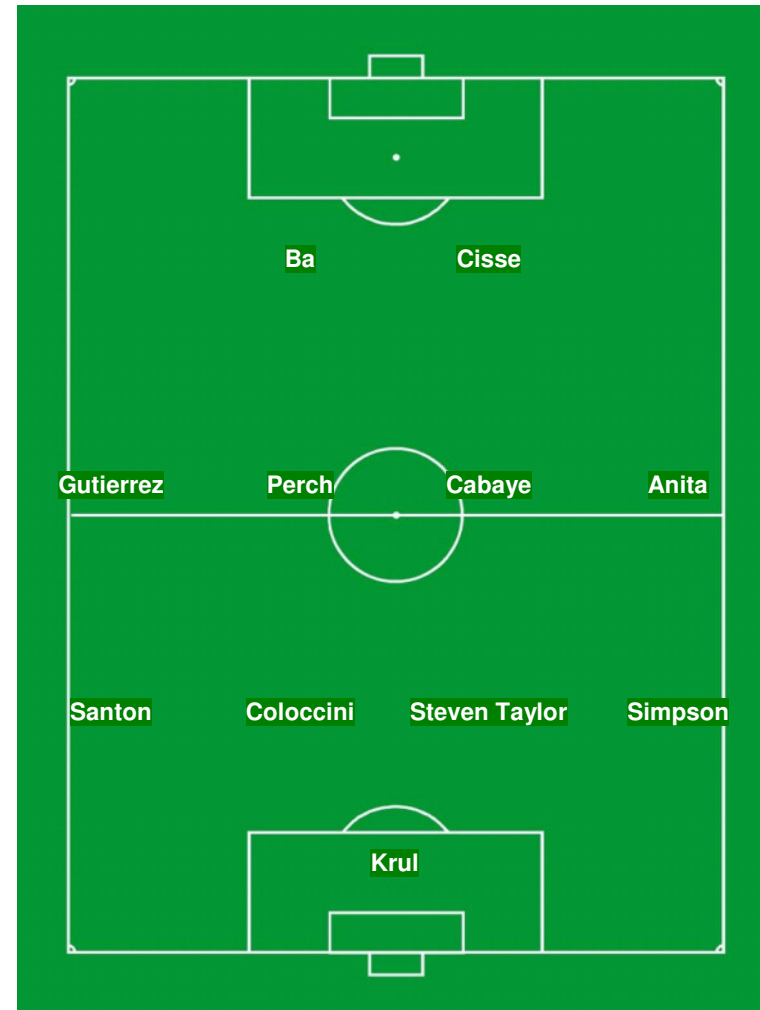 Ba Cisse
Gutierrez Perch Cabaye Anita
Santon Coloccini Steven Taylor Simpson
Krul